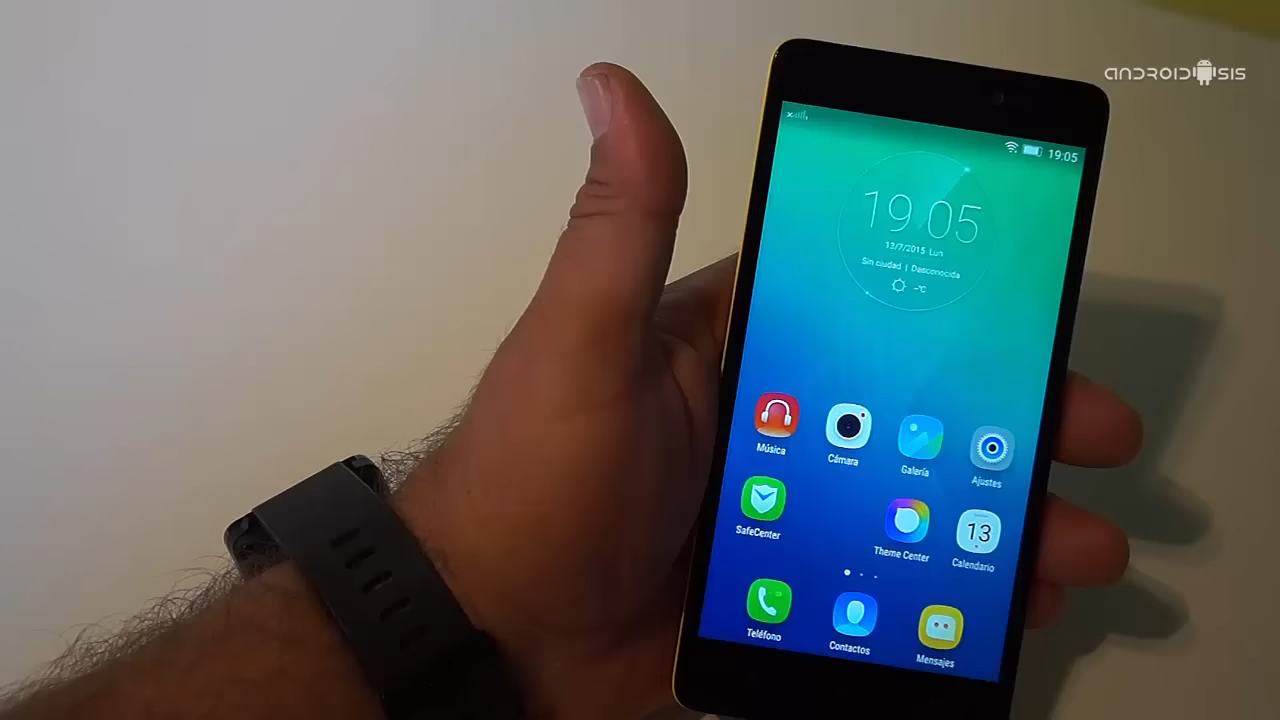 ANDROIDSIS
19:05
19 05
13/7/2015 Lun
Sin ciudad | Desconocida
-°C
Música
Cámara
Galería
Ajustes
SafeCenter
Theme Center
13
Calendario
Teléfono
Contactos
Mensajes